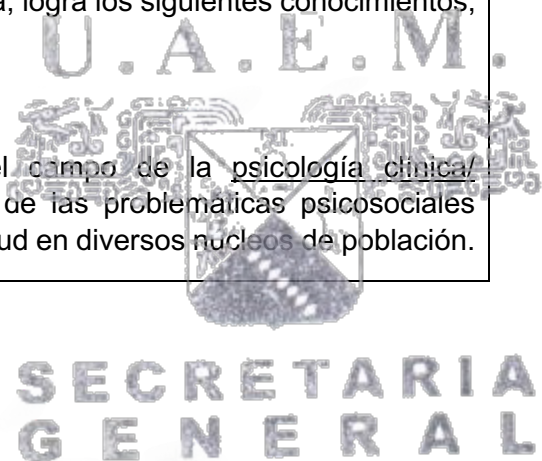 a, logra los siguientes conocimientos,
U.A.E.M.
el campo de la psicología clínica/
de las problemáticas psicosociales
ud en diversos núcleos de población.
SECRETARIA
GENERAL